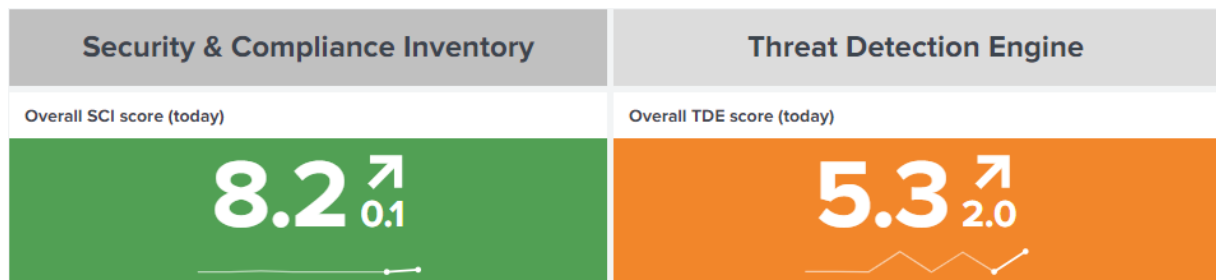 Security & Compliance Inventory
Threat Detection Engine
Overall SCI score (today)
Overall TDE score (today)
8.2
0.1
5.3
2.0